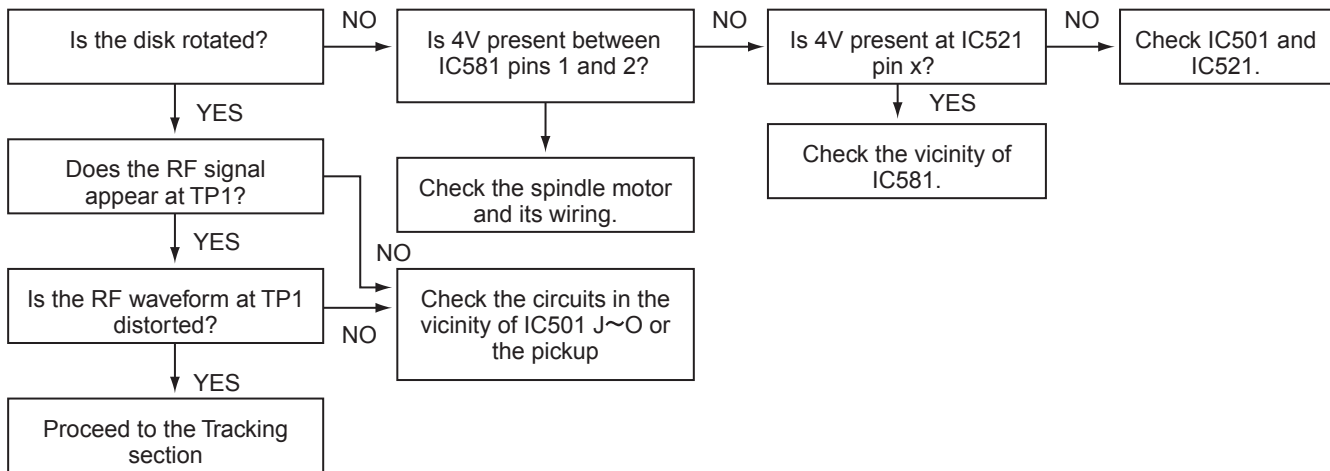 Is the disk rotated?
NO
Is 4V present between
IC581 pins 1 and 2?
NO
Is 4V present at IC521
pin x?
NO
Check IC501 and
IC521.
YES
YES
Does the RF signal
appear at TP1?
Check the spindle motor
and its wiring.
Check the vicinity of
IC581.
YES
NO
Is the RF waveform at TP1
distorted?
NO
Check the circuits in the
vicinity of IC501 J~O or
the pickup
YES
Proceed to the Tracking
section